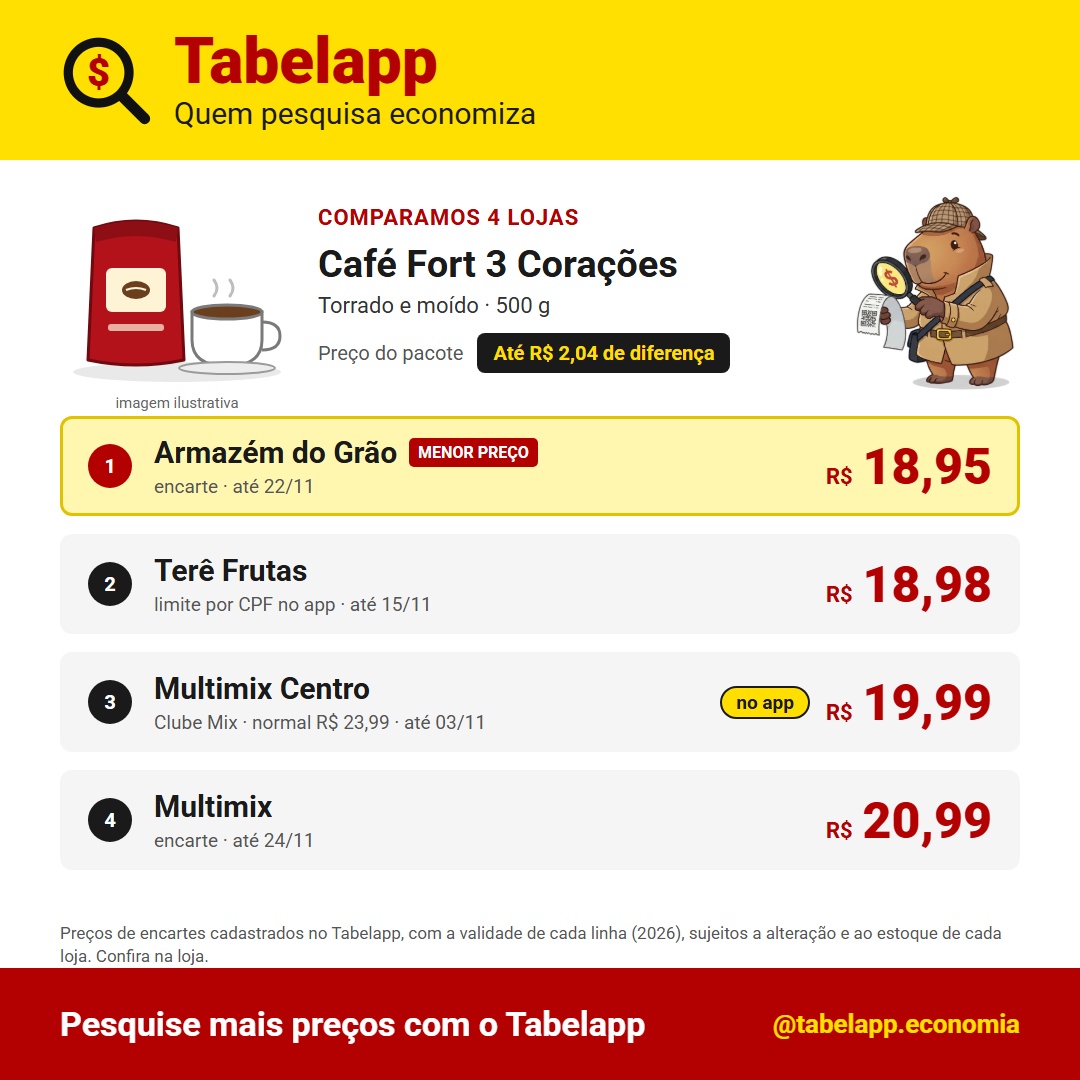 $
Tabelapp
Quem pesquisa economiza
COMPARAMOS 4 LOJAS
Café Fort 3 Corações
Torrado e moído · 500 g
Preço do pacote
Até R$ 2,04 de diferença
$
imagem ilustrativa
1
Armazém do Grão
MENOR PREÇO
encarte · até 22/11
R$ 18,95
2
Terê Frutas
limite por CPF no app · até 15/11
R$ 18,98
3
Multimix Centro
Clube Mix · normal R$ 23,99 · até 03/11
no app
R$ 19,99
4
Multimix
encarte · até 24/11
R$ 20,99
Preços de encartes cadastrados no Tabelapp, com a validade de cada linha (2026), sujeitos a alteração e ao estoque de cada
loja. Confira na loja.
Pesquise mais preços com o Tabelapp
@tabelapp.economia